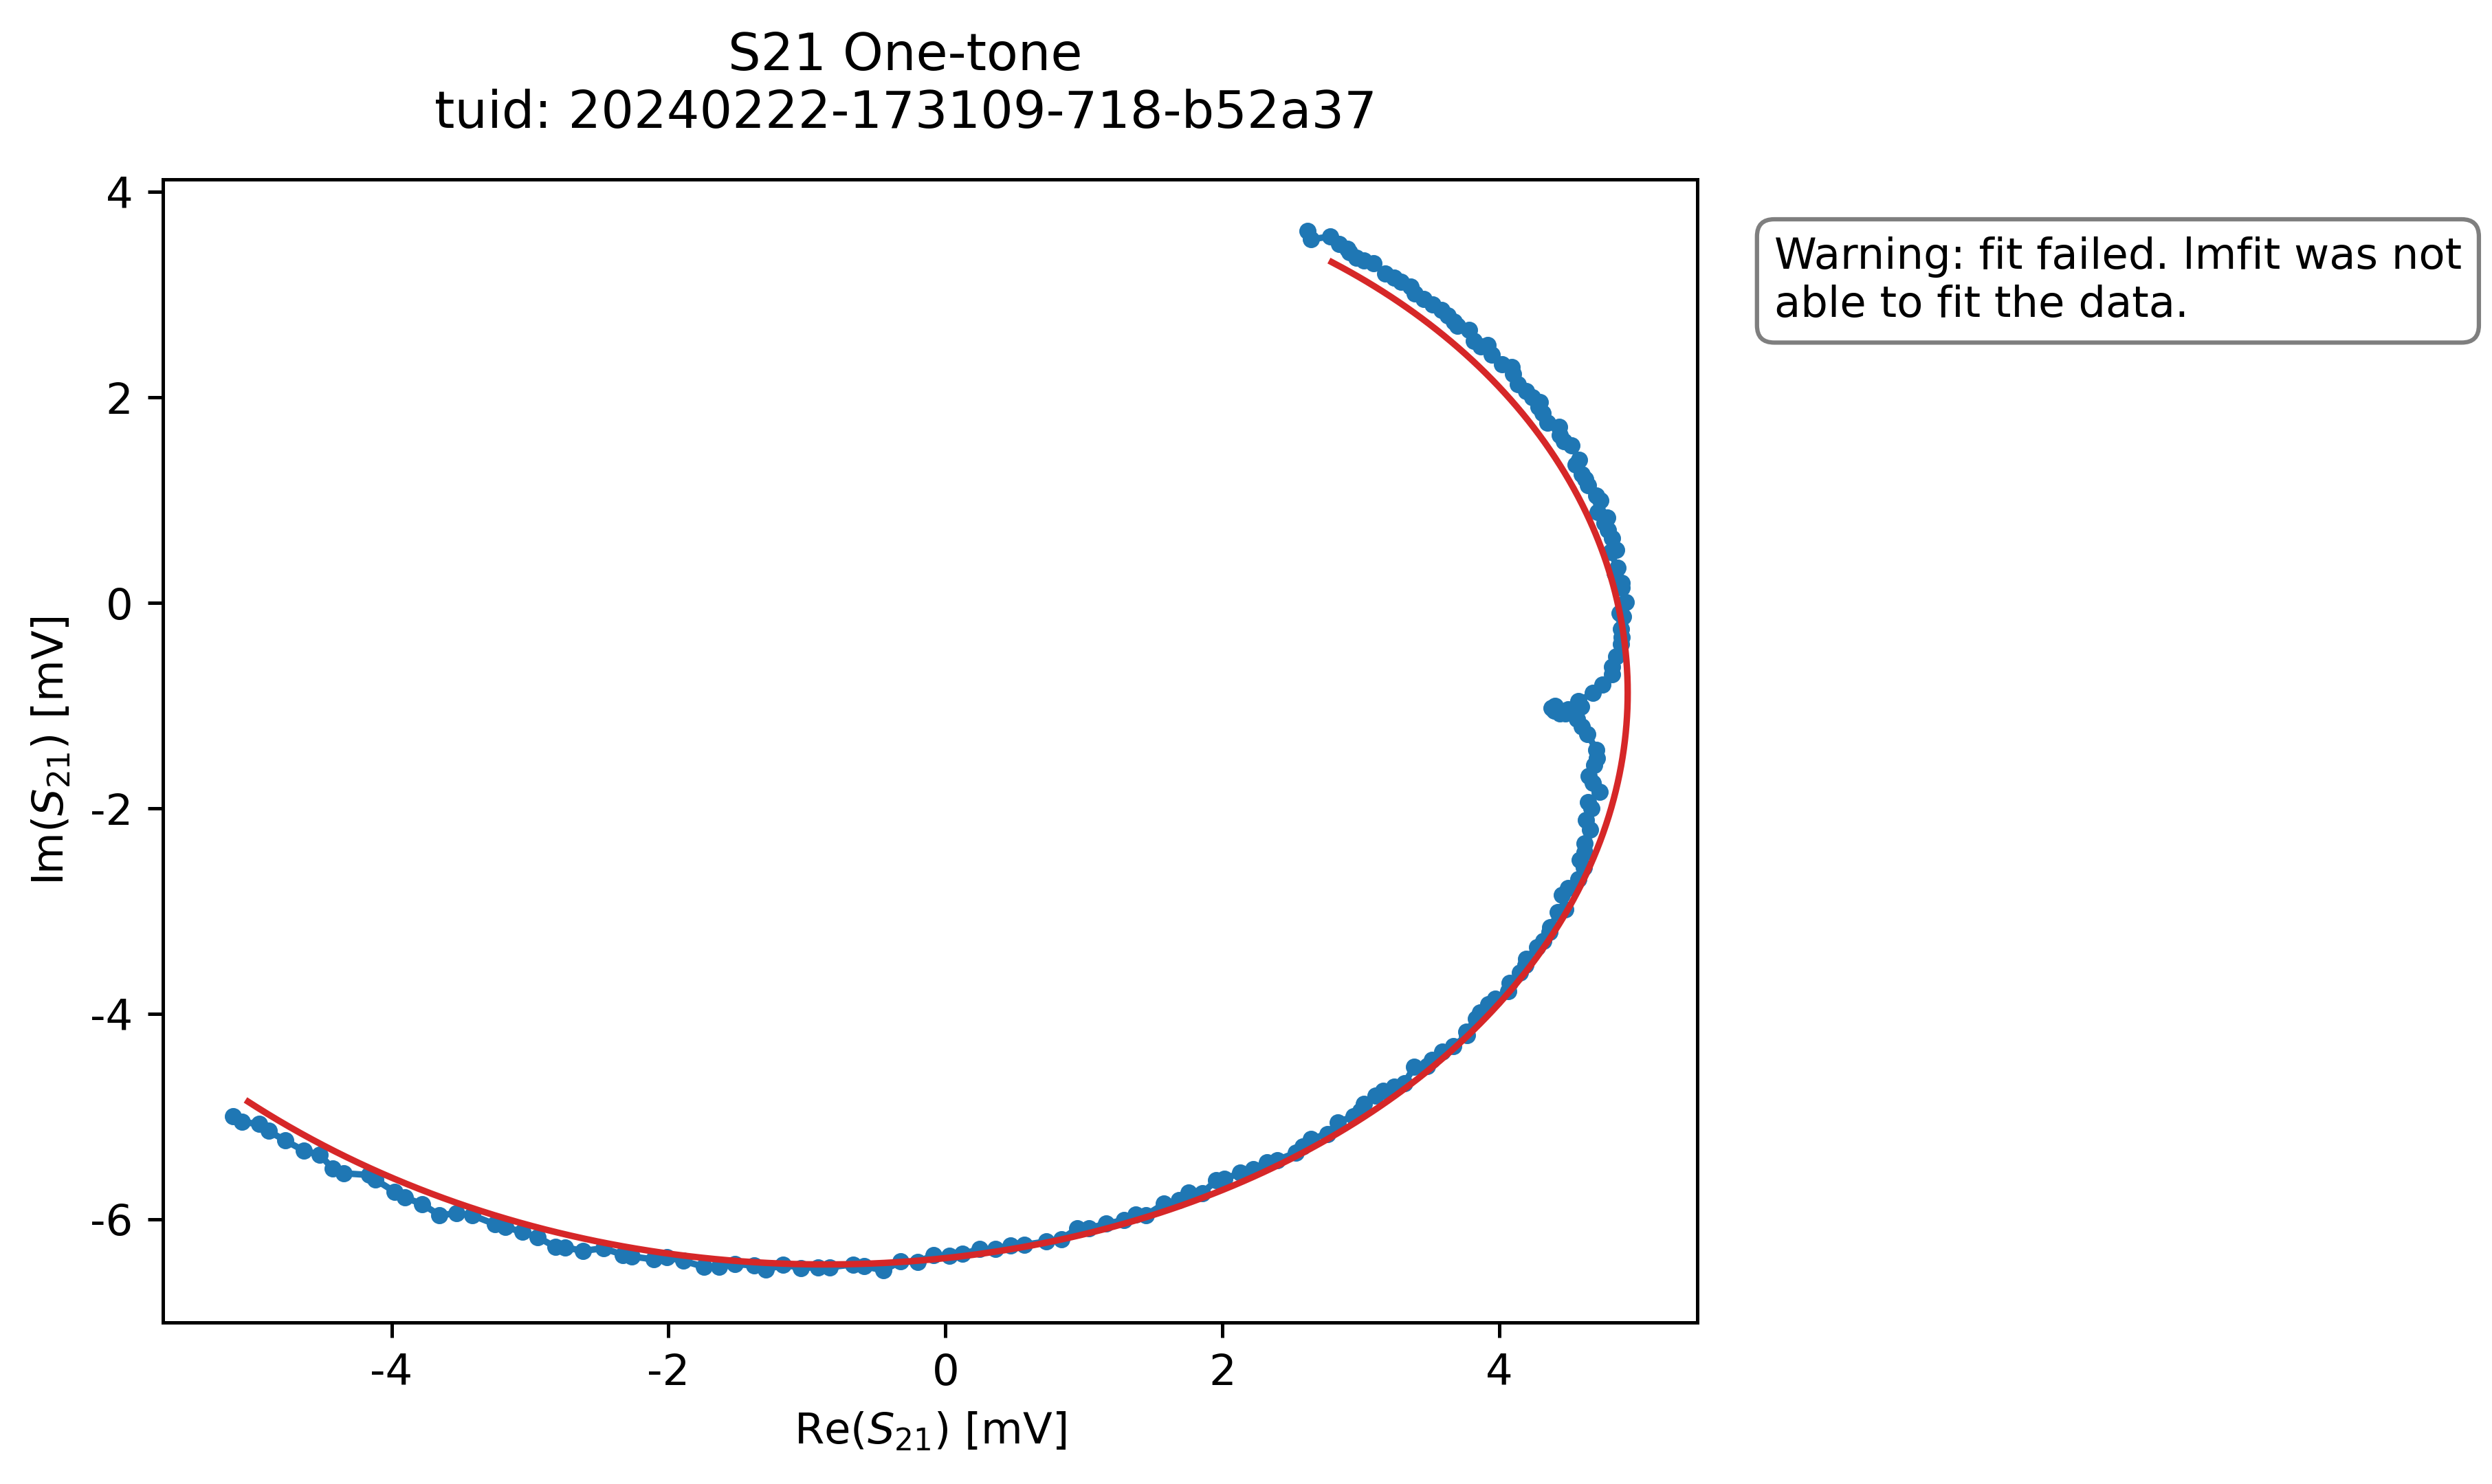 S21 One-tone
tuid: 20240222-173109-718-b52a37
Warning: fit failed. lmfit was not
able to fit the data.
4
2
0
-2
-4
-6
Im(S21) [mV]
-4
-2
0
2
4
Re(S21) [mV]